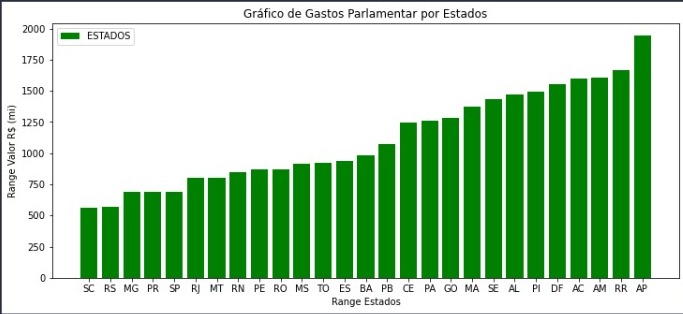 Gráfico de Gastos Parlamentar por Estados
ESTADOS
Range Valor R$ (mi)
2000
1750
1500
1250
1000
750
500
250
0
SC RS MG PR SP RJ MT RN PE RO MS TO ES BA PB CE PA GO MA SE AL PI DF AC AM RR AP
Range Estados